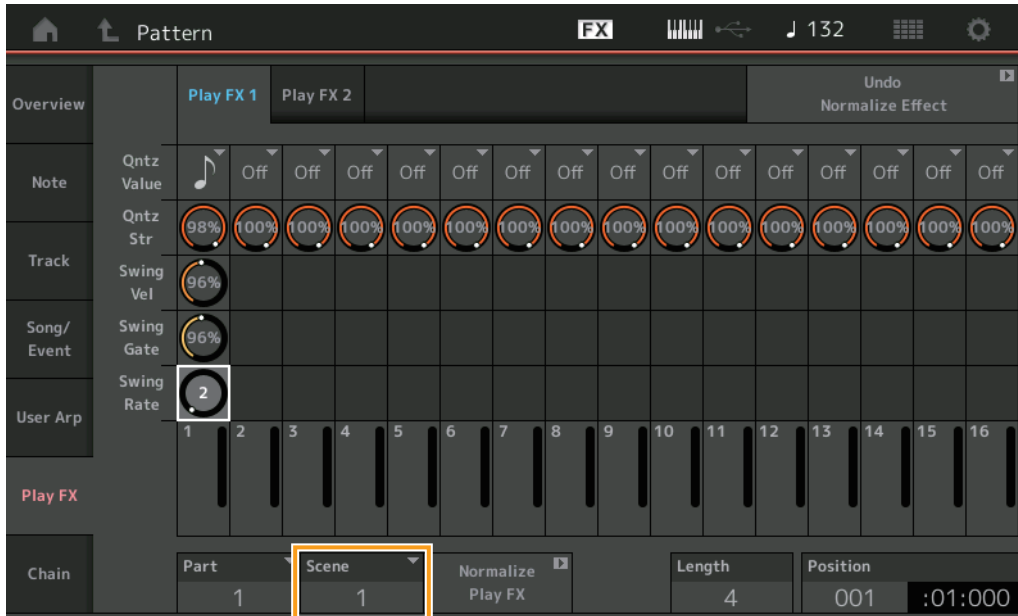 Pattern
FX
132
Overview
Note
Track
Song/
Event
User Arp
Play FX
Chain
Play FX 1
Play FX 2
Undo
Normalize Effect
Qntz
Value
Off Off Off Off Off Off Off Off Off Off Off Off Off Off Off
Qntz
Str
98% 100% 100% 100% 100% 100% 100% 100% 100% 100% 100% 100% 100% 100% 100% 100%
Swing
Vel
96%
Swing
Gate
96%
Swing
Rate
2
1 2 3 4 5 6 7 8 9 10 11 12 13 14 15 16
Part
1
Scene
1
Normalize
Play FX
Length
4
Position
001 :01:000